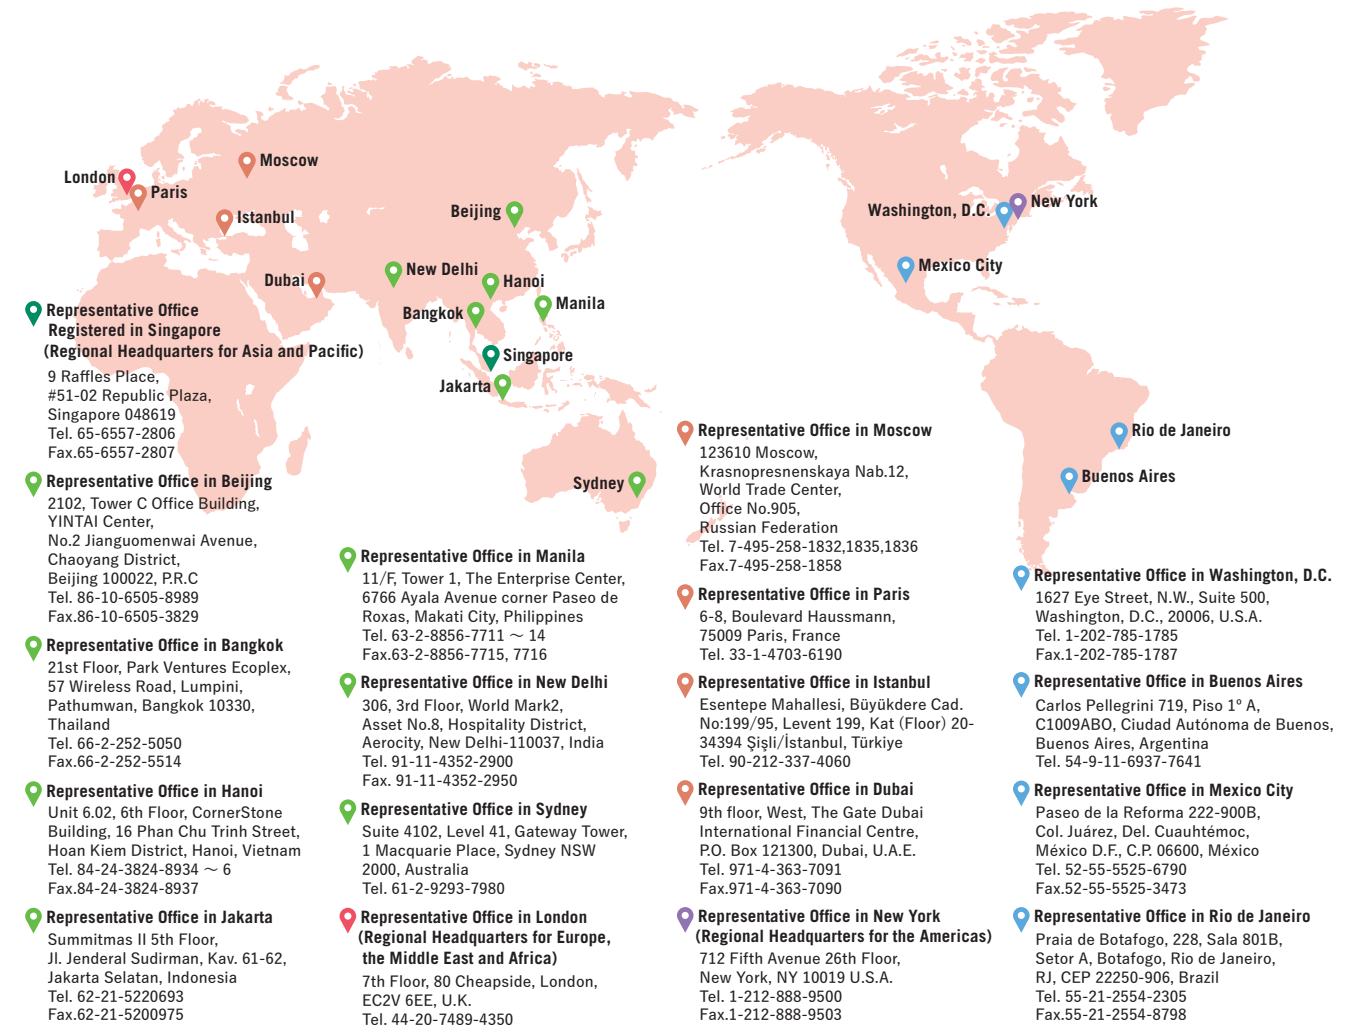 London
Moscow
Paris
Istanbul
Dubai
Beijing
New Delhi
Hanoi
Bangkok
Manila
Singapore
Jakarta
Sydney
Washington, D.C.
New York
Mexico City
Rio de Janeiro
Buenos Aires
Representative Office
Registered in Singapore
(Regional Headquarters for Asia and Pacific)
9 Raffles Place,
#51-02 Republic Plaza,
Singapore 048619
Tel. 65-6557-2806
Fax.65-6557-2807
Representative Office in Beijing
2102, Tower C Office Building,
YINTAI Center,
No.2 Jianguomenwai Avenue,
Chaoyang District,
Beijing 100022, P.R.C
Tel. 86-10-6505-8989
Fax.86-10-6505-3829
Representative Office in Bangkok
21st Floor, Park Ventures Ecoplex,
57 Wireless Road, Lumpini,
Pathumwan, Bangkok 10330,
Thailand
Tel. 66-2-252-5050
Fax.66-2-252-5514
Representative Office in Hanoi
Unit 6.02, 6th Floor, CornerStone
Building, 16 Phan Chu Trinh Street,
Hoan Kiem District, Hanoi, Vietnam
Tel. 84-24-3824-8934 ～ 6
Fax.84-24-3824-8937
Representative Office in Jakarta
Summitmas II 5th Floor,
Jl. Jenderal Sudirman, Kav. 61-62,
Jakarta Selatan, Indonesia
Tel. 62-21-5220693
Fax.62-21-5200975
Representative Office in Manila
11/F, Tower 1, The Enterprise Center,
6766 Ayala Avenue corner Paseo de
Roxas, Makati City, Philippines
Tel. 63-2-8856-7711 ～ 14
Fax.63-2-8856-7715, 7716
Representative Office in New Delhi
306, 3rd Floor, World Mark2,
Asset No.8, Hospitality District,
Aerocity, New Delhi-110037, India
Tel. 91-11-4352-2900
Fax. 91-11-4352-2950
Representative Office in Sydney
Suite 4102, Level 41, Gateway Tower,
1 Macquarie Place, Sydney NSW
2000, Australia
Tel. 61-2-9293-7980
Representative Office in London
(Regional Headquarters for Europe,
the Middle East and Africa)
7th Floor, 80 Cheapside, London,
EC2V 6EE, U.K.
Tel. 44-20-7489-4350
Representative Office in Moscow
123610 Moscow,
Krasnopresnenskaya Nab.12,
World Trade Center,
Office No.905,
Russian Federation
Tel. 7-495-258-1832,1835,1836
Fax.7-495-258-1858
Representative Office in Paris
6-8, Boulevard Haussmann,
75009 Paris, France
Tel. 33-1-4703-6190
Representative Office in Istanbul
Esentepe Mahallesi, Büyükdere Cad.
No:199/95, Levent 199, Kat (Floor) 20-
34394 Şişli/İstanbul, Türkiye
Tel. 90-212-337-4060
Representative Office in Dubai
9th floor, West, The Gate Dubai
International Financial Centre,
P.O. Box 121300, Dubai, U.A.E.
Tel. 971-4-363-7091
Fax.971-4-363-7090
Representative Office in New York
(Regional Headquarters for the Americas)
712 Fifth Avenue 26th Floor,
New York, NY 10019 U.S.A.
Tel. 1-212-888-9500
Fax.1-212-888-9503
Representative Office in Washington, D.C.
1627 Eye Street, N.W., Suite 500,
Washington, D.C., 20006, U.S.A.
Tel. 1-202-785-1785
Fax.1-202-785-1787
Representative Office in Buenos Aires
Carlos Pellegrini 719, Piso 1° A,
C1009ABO, Ciudad Autónoma de Buenos,
Buenos Aires, Argentina
Tel. 54-9-11-6937-7641
Representative Office in Mexico City
Paseo de la Reforma 222-900B,
Col. Juárez, Del. Cuauhtémoc,
México D.F., C.P. 06600, México
Tel. 52-55-5525-6790
Fax.52-55-5525-3473
Representative Office in Rio de Janeiro
Praia de Botafogo, 228, Sala 801B,
Setor A, Botafogo, Rio de Janeiro,
RJ, CEP 22250-906, Brazil
Tel. 55-21-2554-2305
Fax.55-21-2554-8798